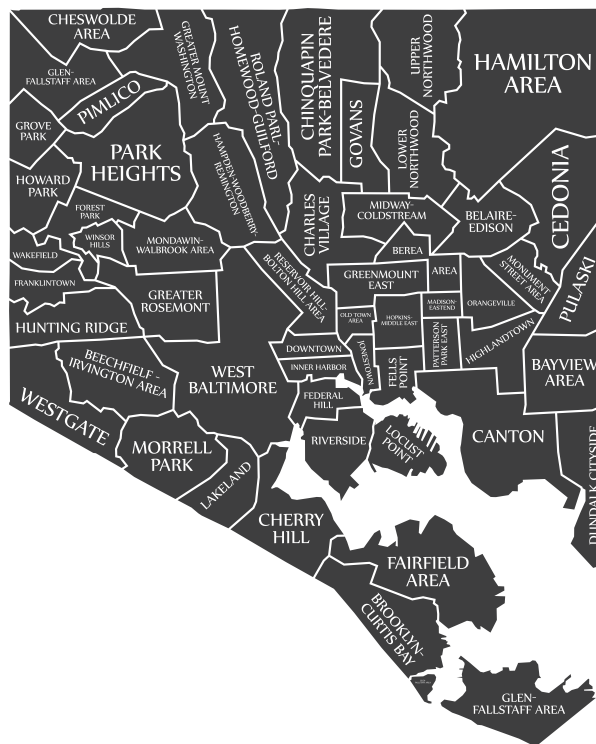 CHESWOLDE
AREA
GLEN-
FALLSTAFF AREA
PIMLICO
GREATER MOUNT
WASHINGTON
ROLAND PARL-
HOMEWOOD-GUILFORD
CHINQUAPIN
PARK-BELVEDERE
GOVANS
UPPER
NORTHWOOD
LOWER
NORTHWOOD
HAMILTON
AREA
GROVE
PARK
PARK
HEIGHTS
HOWARD
PARK
FOREST
PARK
HAMPDEN-WOODBERRY-
REMINGTON
CHARLES
VILLAGE
MIDWAY-
COLDSTREAM
BELAIRE-
EDISON
CEDONIA
WINSOR
HILLS
MONDAWIN-
WALBROOK AREA
WAKEFIELD
FRANKLINTOWN
BEREA
AREA
GREENMOUNT
EAST
RESERVOIR HILL-
BOLTON HILL AREA
MONUMENT
STREET AREA
PULASKI
GREATER
ROSEMONT
HUNTING RIDGE
OLD TOWN
AREA
HOPKINS-
MIDDLE EAST
MADISON-
EASTEND
ORANGEVILLE
PATTERSON
PARK EAST
HIGHLANDTOWN
DOWNTOWN
INNER HARBOR
JONESTOWN
FELLS
POINT
BAYVIEW
AREA
BEECHFIELF-
IRVINGTON AREA
WEST
BALTIMORE
FEDERAL
HILL
WESTGATE
MORRELL
PARK
RIVERSIDE
LOCUST
POINT
CANTON
DUNDALK CITYSIDE
LAKELAND
CHERRY
HILL
FAIRFIELD
AREA
BROOKLYN-
CURTIS BAY
GLEN-
FALLSTAFF AREA